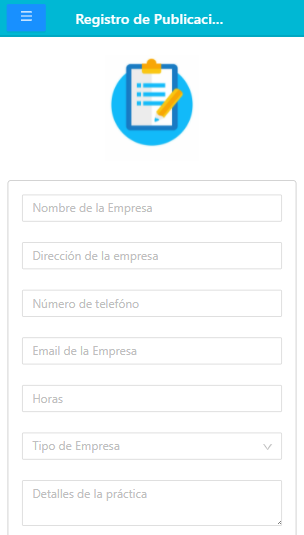 Registro de Publicaci...
Nombre de la Empresa
Dirección de la empresa
Número de telefóno
Email de la Empresa
Horas
Tipo de Empresa
Detalles de la práctica